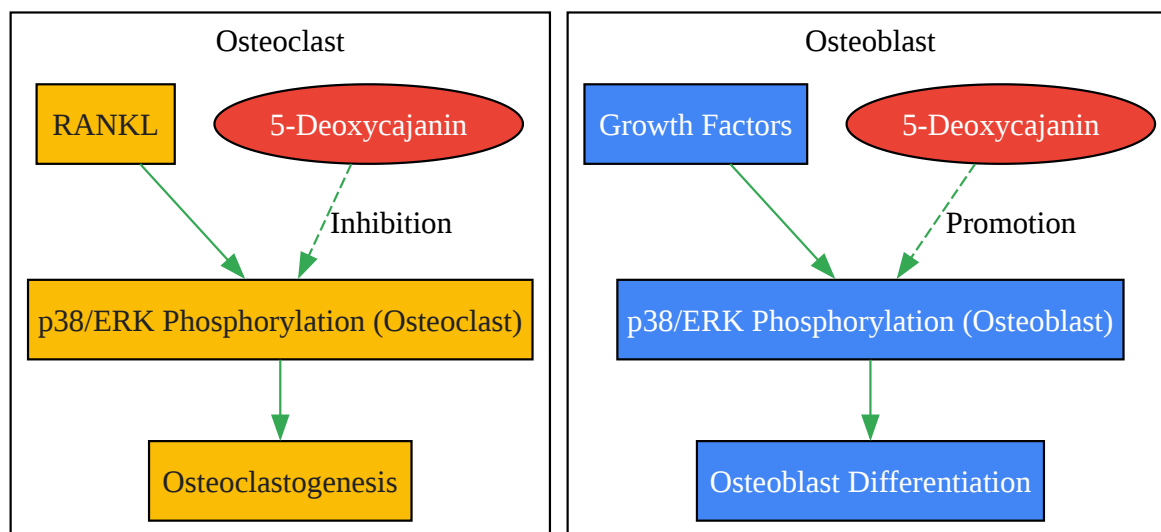 Osteoclast
RANKL
5-Deoxycajanin
Inhibition
p38/ERK Phosphorylation (Osteoclast)
Osteoclastogenesis
Osteoblast
Growth Factors
5-Deoxycajanin
Promotion
p38/ERK Phosphorylation (Osteoblast)
Osteoblast Differentiation